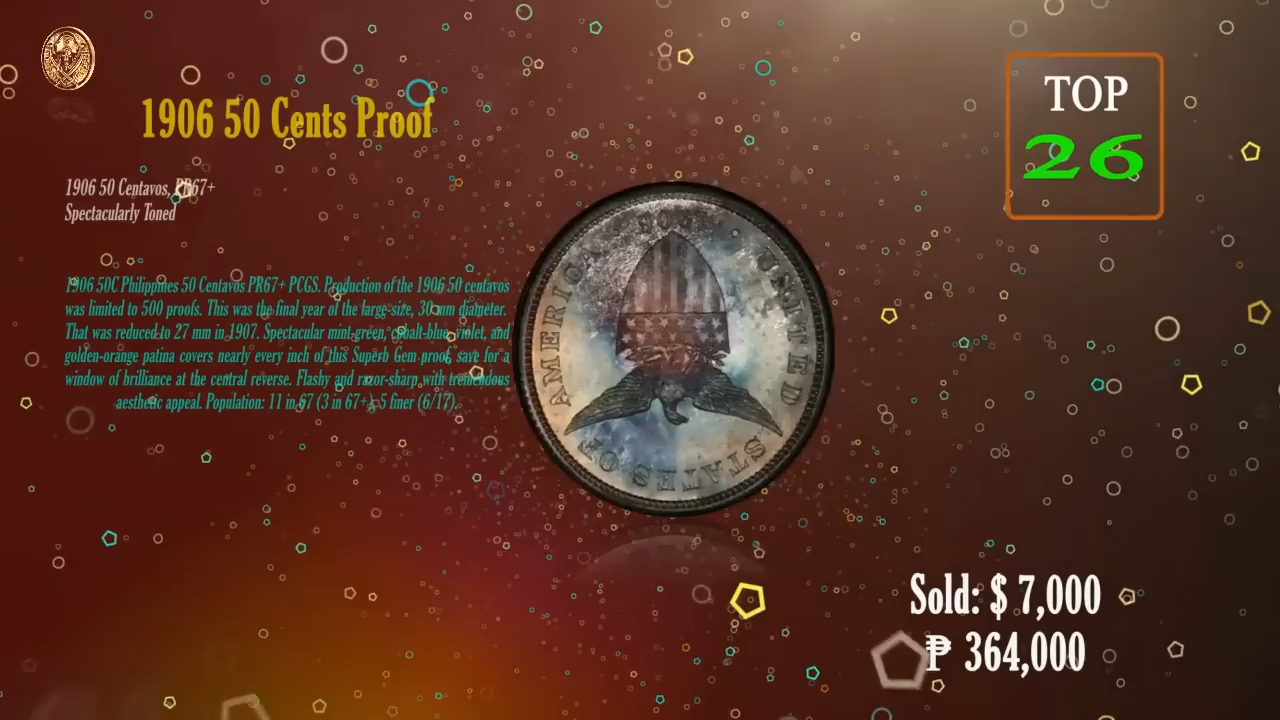 1906 50 Cents Proof
TOP
26
1906 50 Centavos, PR67+
Spectacularly Toned
1906 50C Philippines 50 Centavos PR67+ PCGS. Production of the 1906 50 centavos
was limited to 500 proofs. This was the final year of the large-size, 30 mm diameter.
That was reduced to 27 mm in 1907. Spectacular mint-green, cobalt-blue, violet, and
golden-orange patina covers nearly every inch of this Superb Gem proof, save for a
window of brilliance at the central reverse. Flashy and razor-sharp with tremendous
aesthetic appeal. Population: 11 in 67 (3 in 67+), 5 finer (6/17).
UNITED
STATES OF
AMERICA
Sold: $ 7,000
₱ 364,000